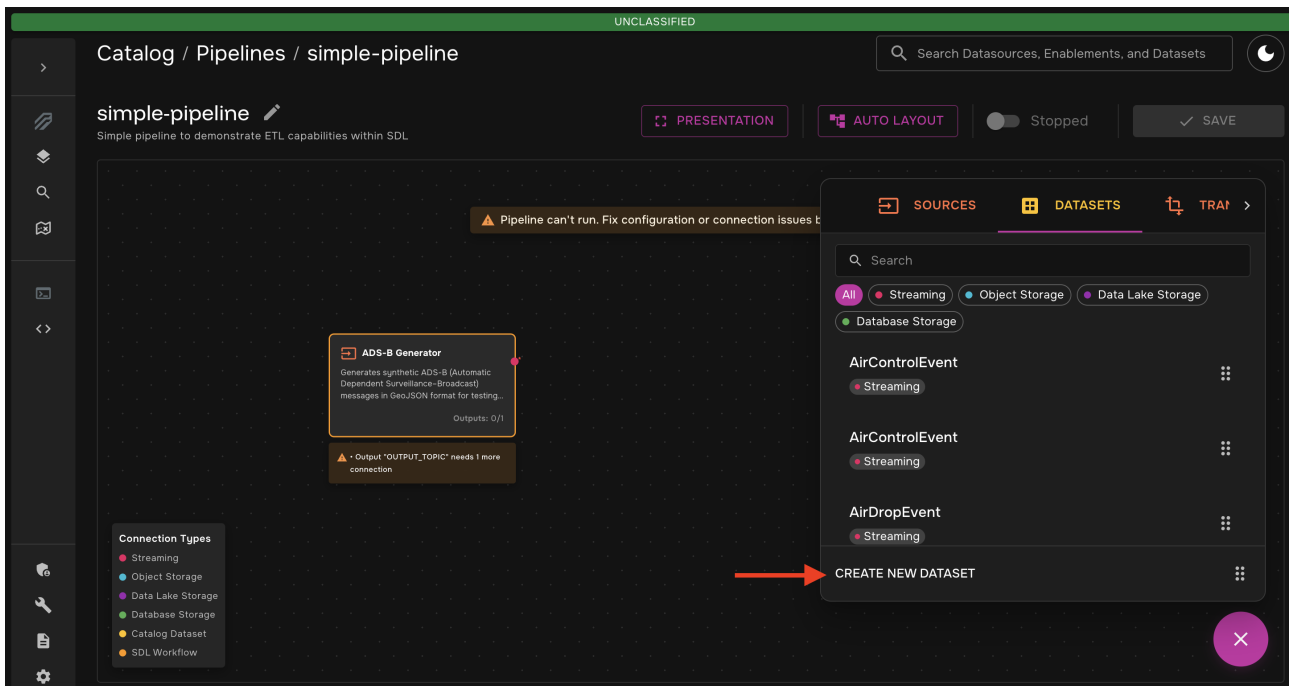 UNCLASSIFIED
Catalog / Pipelines / simple-pipeline
Search Datasources, Enablements, and Datasets
simple-pipeline
Simple pipeline to demonstrate ETL capabilities within SDL
PRESENTATION
AUTO LAYOUT
Stopped
SAVE
Pipeline can't run. Fix configuration or connection issues b
SOURCES
DATASETS
TRAN
Search
All
Streaming
Object Storage
Data Lake Storage
Database Storage
AirControlEvent
Streaming
AirControlEvent
Streaming
AirDropEvent
Streaming
CREATE NEW DATASET
ADS-B Generator
Generates synthetic ADS-B (Automatic
Dependent Surveillance-Broadcast)
messages in GeoJSON format for testing...
Outputs: 0/1
• Output "OUTPUT_TOPIC" needs 1 more
connection
Connection Types
Streaming
Object Storage
Data Lake Storage
Database Storage
Catalog Dataset
SDL Workflow